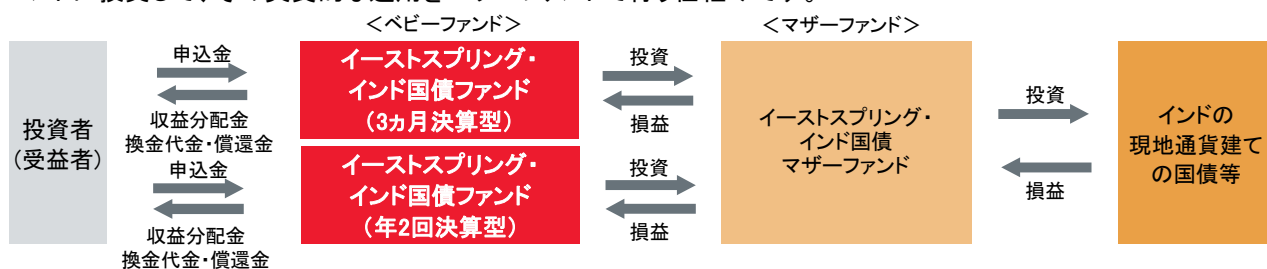 <ベビーファンド>
<マザーファンド>
投資者
(受益者)
申込金
収益分配金
換金代金・償還金
申込金
収益分配金
換金代金・償還金
イーストスプリング・
インド国債ファンド
(3ヵ月決算型)
イーストスプリング・
インド国債ファンド
(年2回決算型)
投資
損益
投資
損益
イーストスプリング・
インド国債
マザーファンド
投資
損益
インドの
現地通貨建て
の国債等